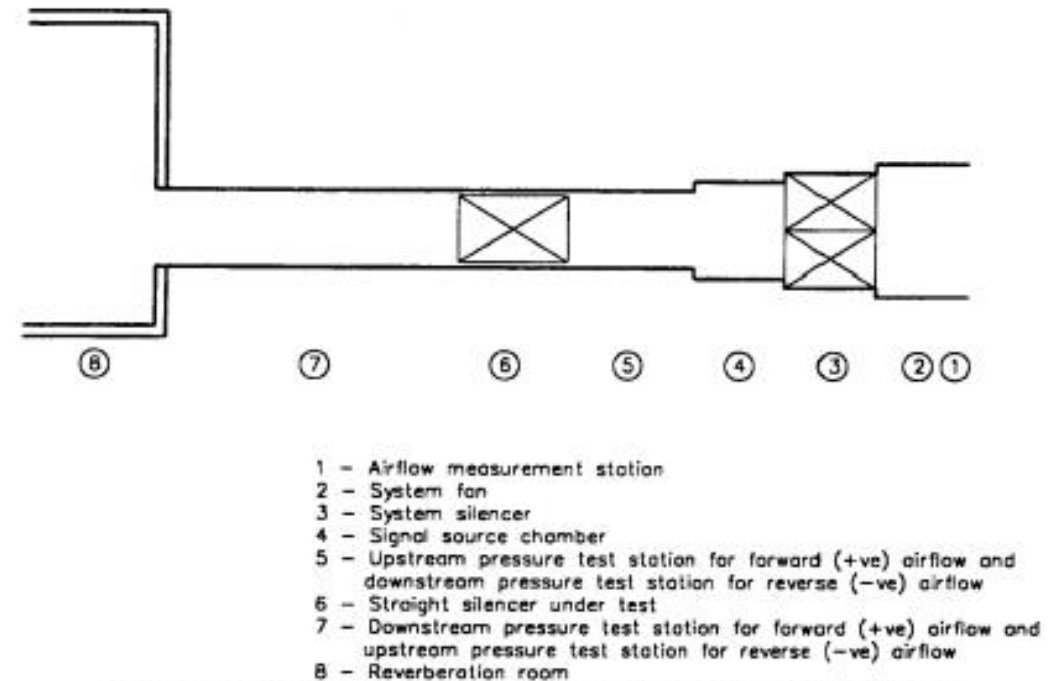 8 7 6 5 4 3 2 1
1 – Airflow measurement station
2 – System fan
3 – System silencer
4 – Signal source chamber
5 – Upstream pressure test station for forward (+ve) airflow and
downstream pressure test station for reverse (−ve) airflow
6 – Straight silencer under test
7 – Downstream pressure test station for forward (+ve) airflow and
upstream pressure test station for reverse (−ve) airflow
8 – Reverberation room